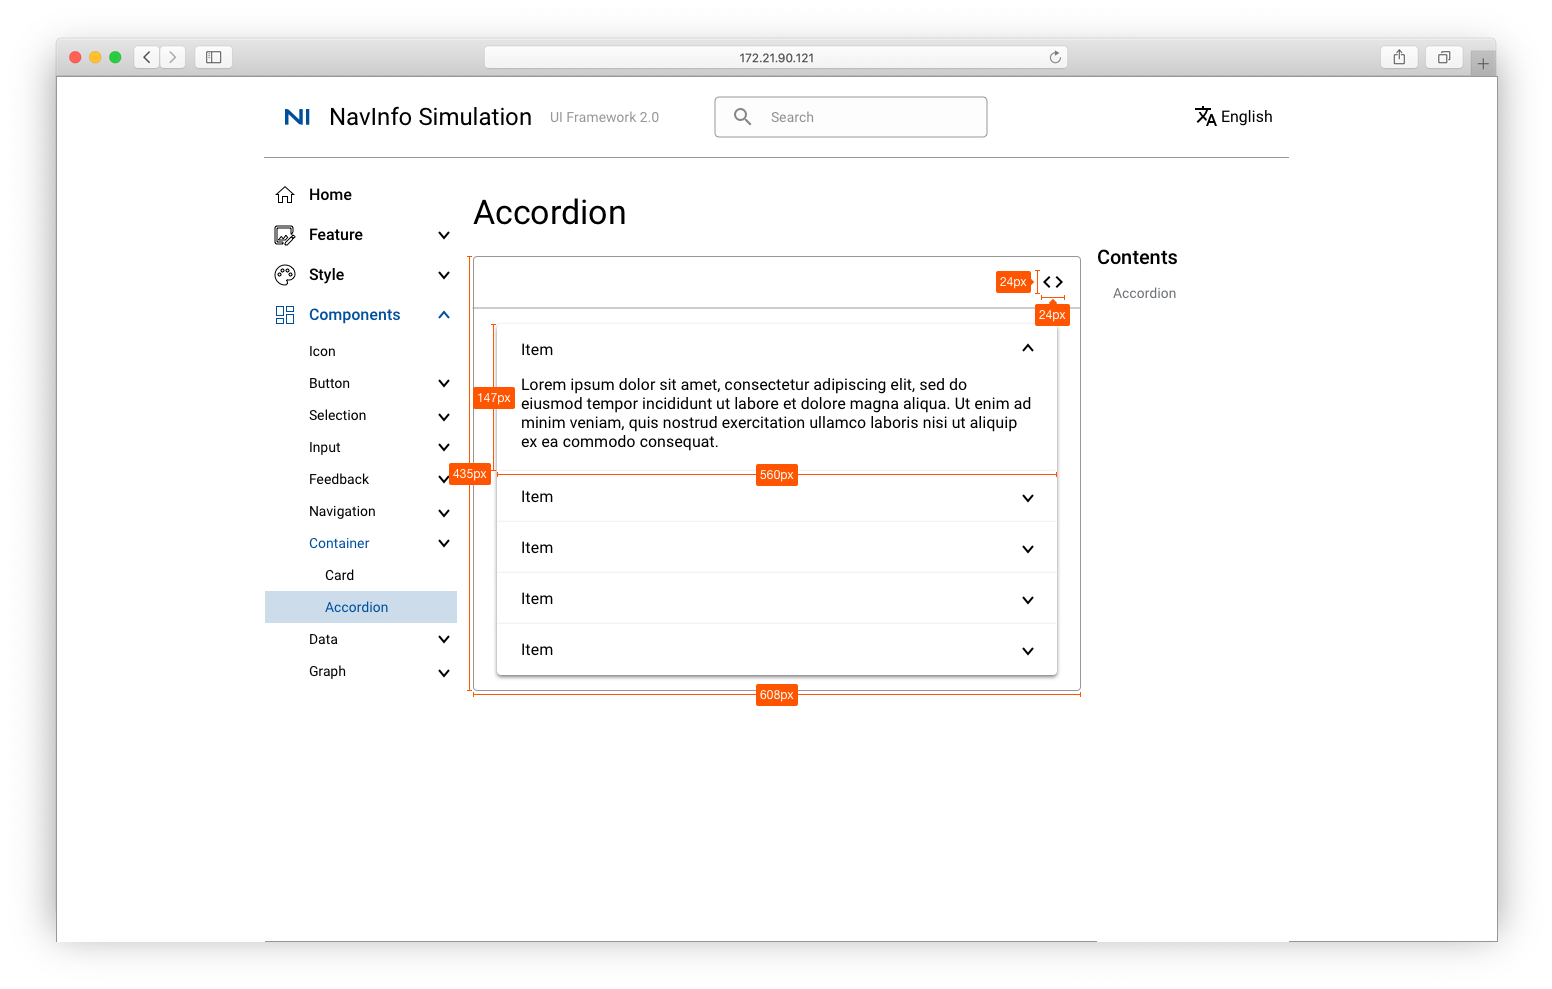 172.21.90.121
NI NavInfo Simulation UI Framework 2.0
Search
English
Home
Feature
Style
Components
Icon
Button
Selection
Input
Feedback
Navigation
Container
Card
Accordion
Data
Graph
Accordion
24px
24px
Item
Lorem ipsum dolor sit amet, consectetur adipiscing elit, sed do
eiusmod tempor incididunt ut labore et dolore magna aliqua. Ut enim ad
minim veniam, quis nostrud exercitation ullamco laboris nisi ut aliquip
ex ea commodo consequat.
147px
435px
560px
Item
Item
Item
Item
608px
Contents
Accordion